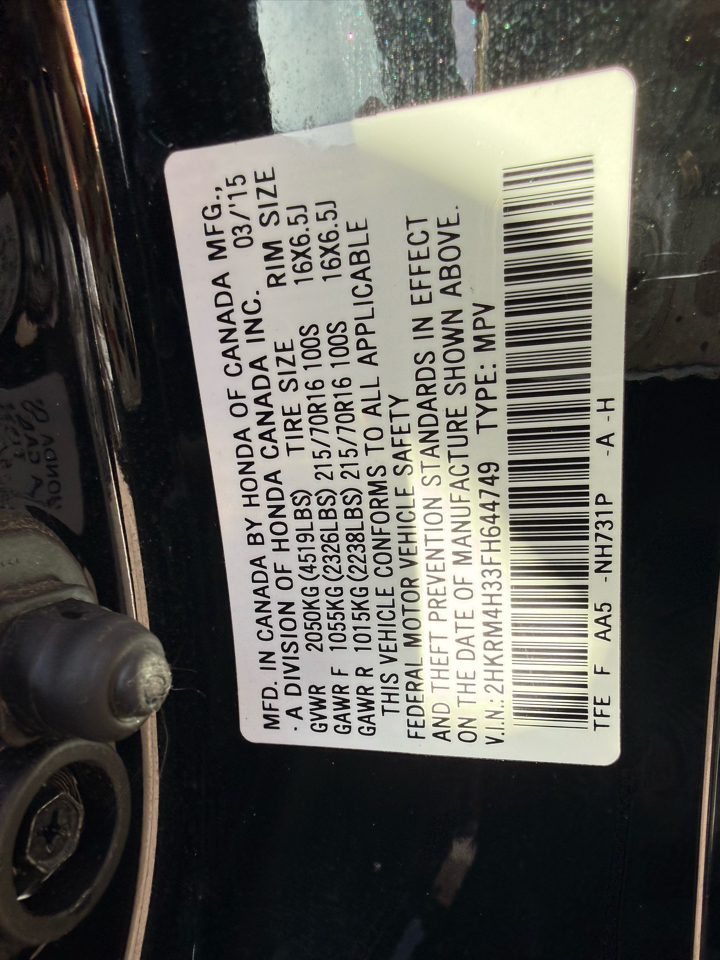 MFD. IN CANADA BY HONDA OF CANADA MFG.,
· A DIVISION OF HONDA CANADA INC. 03/'15
GVWR 2050KG(4519LBS) TIRE SIZE RIM SIZE
GAWR F 1055KG(2326LBS) 215/70R16 100S 16X6.5J
GAWR R 1015KG(2238LBS) 215/70R16 100S 16X6.5J
THIS VEHICLE CONFORMS TO ALL APPLICABLE
FEDERAL MOTOR VEHICLE SAFETY
AND THEFT PREVENTION STANDARDS IN EFFECT
ON THE DATE OF MANUFACTURE SHOWN ABOVE.
V.I.N.: 2HKRM4H33FH644749 TYPE: MPV
TFE F AA5 -NH731P -A -H